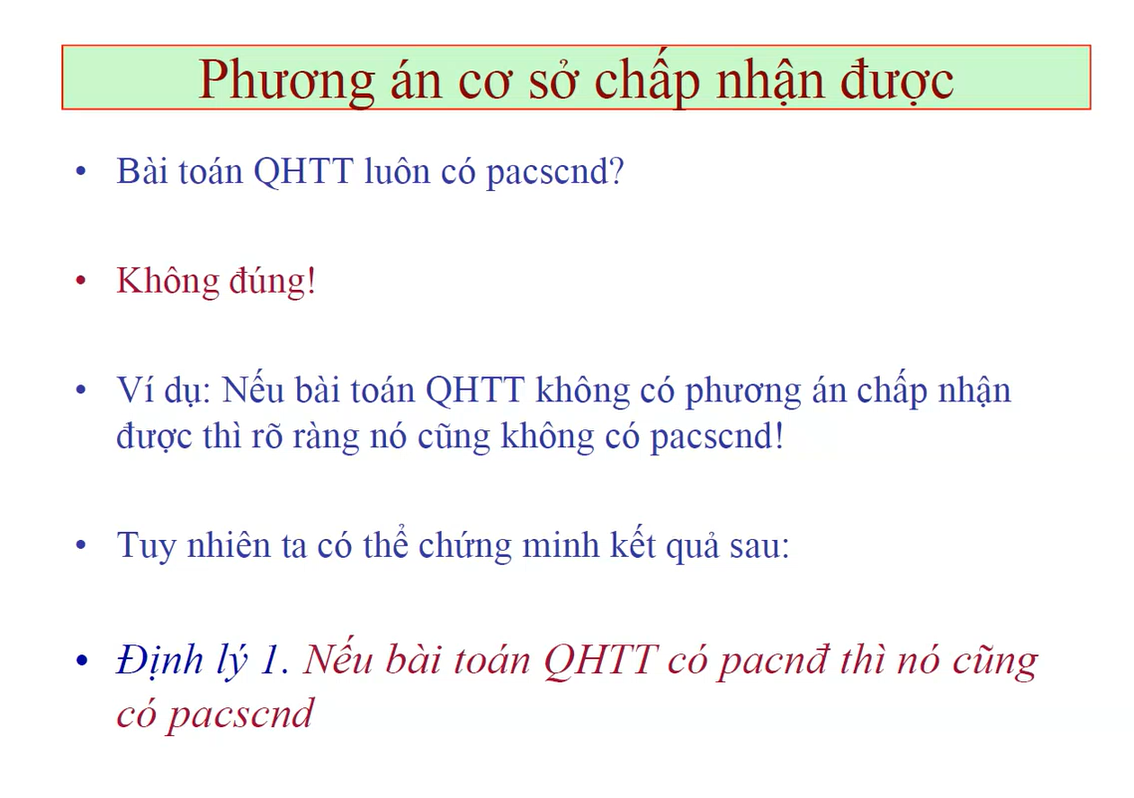 Phương án cơ sở chấp nhận được
• Bài toán QHTT luôn có pacscnd?
• Không đúng!
• Ví dụ: Nếu bài toán QHTT không có phương án chấp nhận
được thì rõ ràng nó cũng không có pacscnd!
• Tuy nhiên ta có thể chứng minh kết quả sau:
• Định lý 1. Nếu bài toán QHTT có pacnđ thì nó cũng
có pacscnd